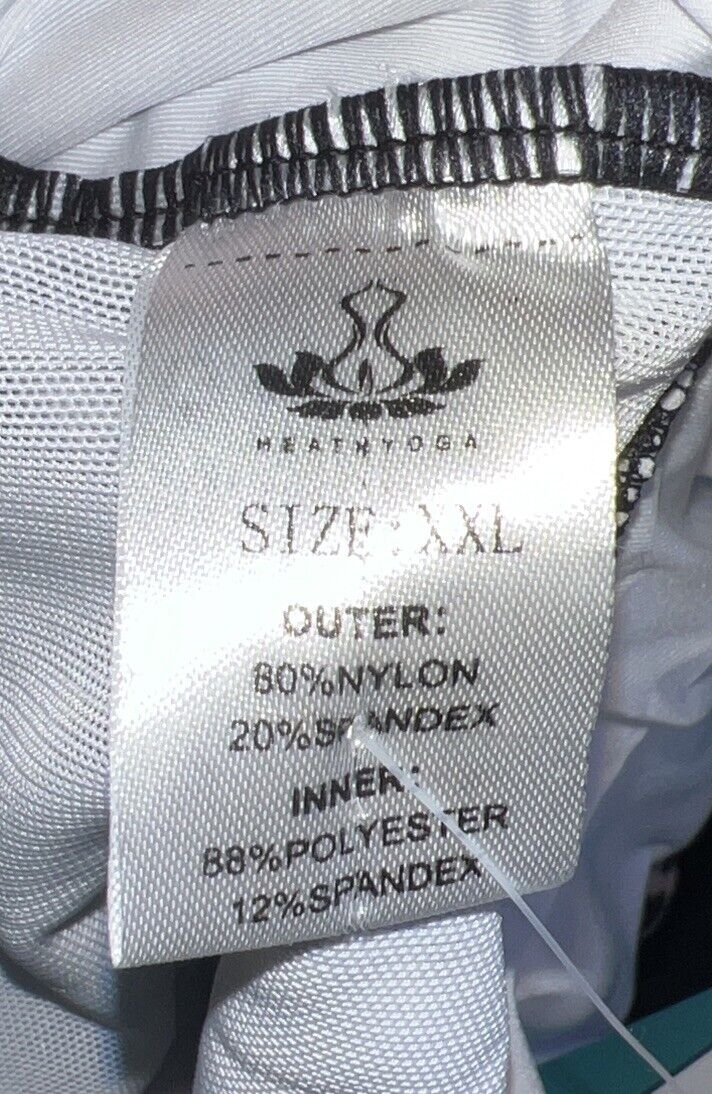 HEATHYOGA
SIZE:XXL
OUTER:
80%NYLON
20%SPANDEX
INNER:
88%POLYESTER
12%SPANDEX